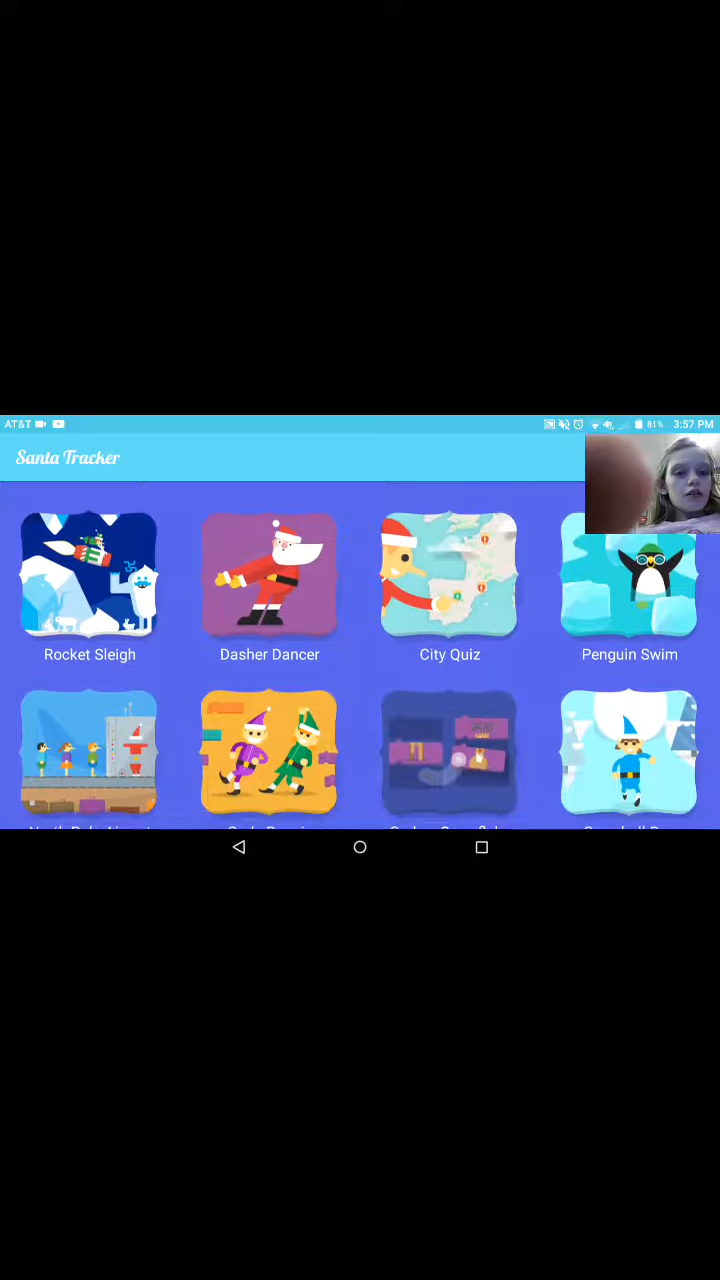 AT&T 81% 3:57 PM
Santa Tracker
Rocket Sleigh Dasher Dancer City Quiz Penguin Swim